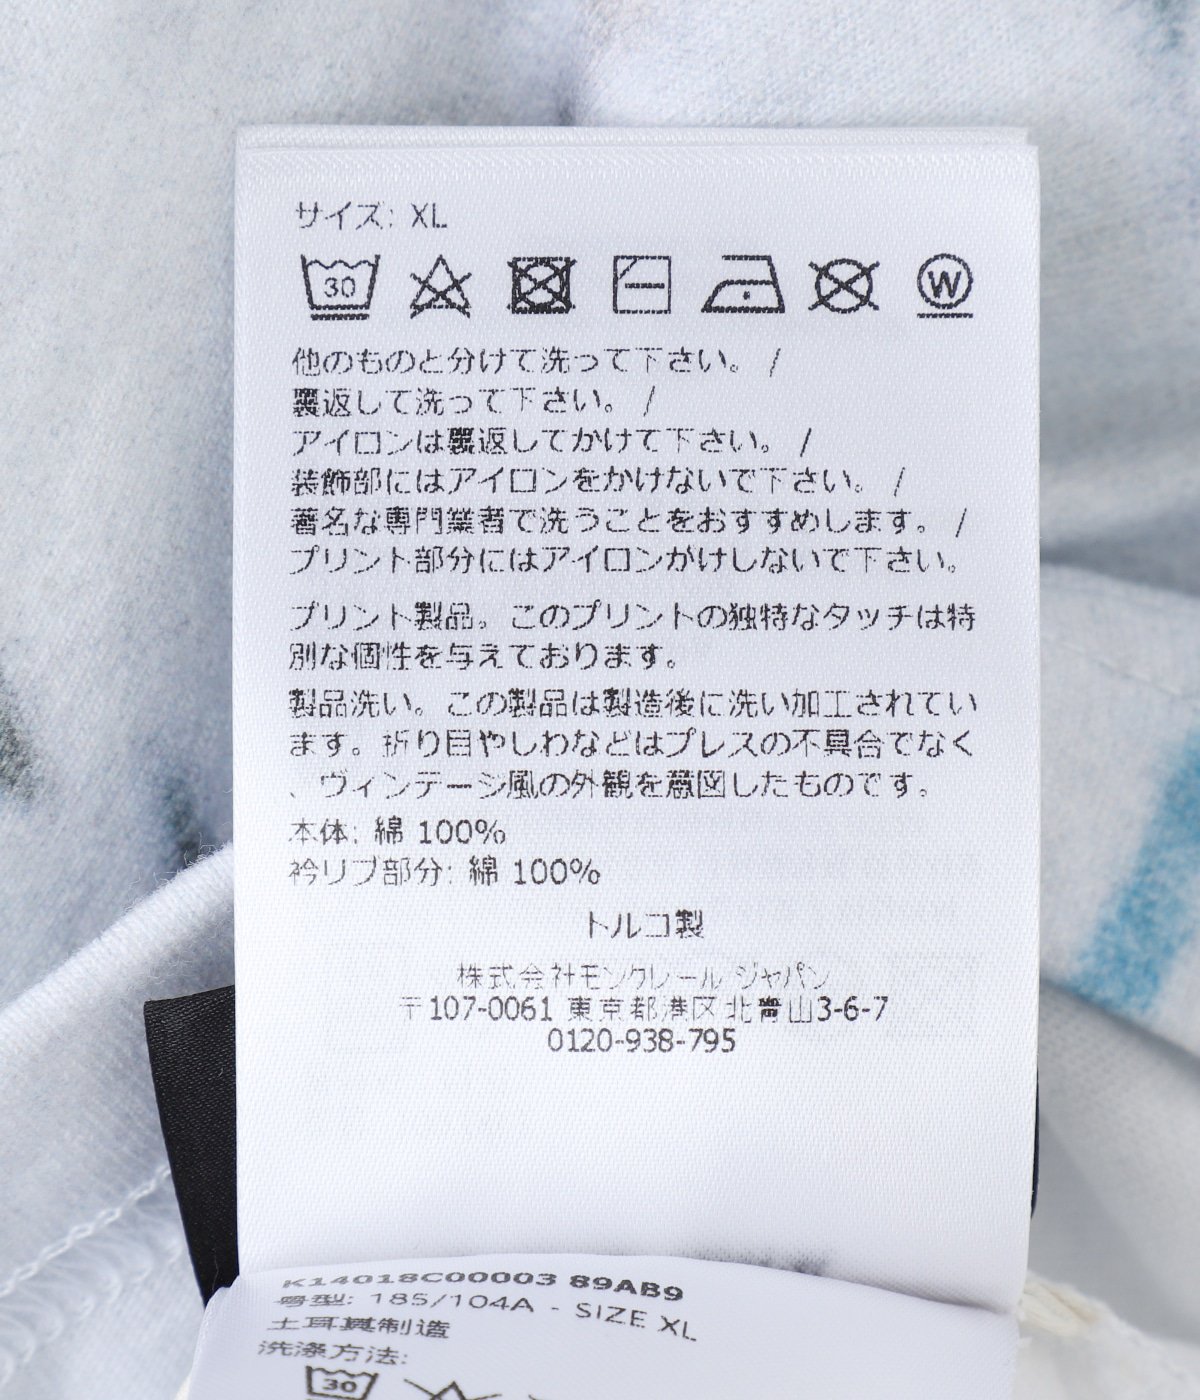 サイズ: XL
30
W
他のものと分けて洗って下さい。 /
裏返して洗って下さい。 /
アイロンは裏返してかけて下さい。 /
装飾部にはアイロンをかけないで下さい。 /
著名な専門業者で洗うことをおすすめします。 /
プリント部分にはアイロンがけしないで下さい。
プリント製品。このプリントの独特なタッチは特
別な個性を与えております。
製品洗い。この製品は製造後に洗い加工されてい
ます。折り目やしわなどはプレスの不具合でなく
、ヴィンテージ風の外観を意図したものです。
本体: 綿 100%
衿リブ部分: 綿 100%
トルコ製
株式会社モンクレール ジャパン
〒107-0061 東京都港区北青山3-6-7
0120-938-795
K14018C00003 89AB9
号型: 185/104A - SIZE XL
土耳其制造
洗涤方法:
30